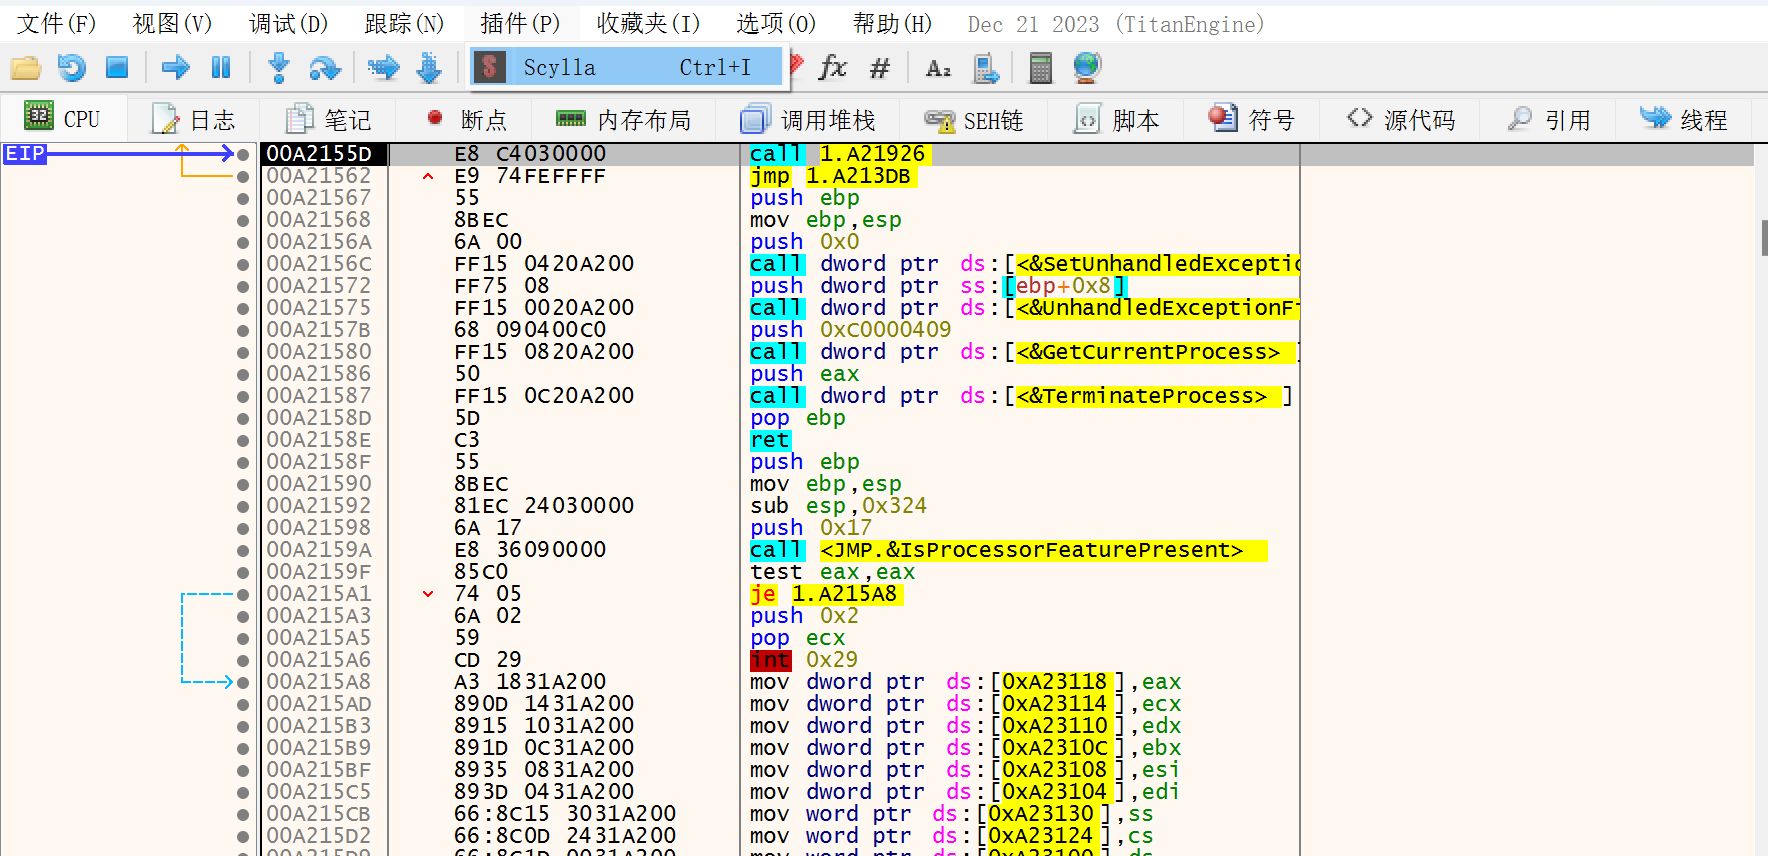 文件(F) 视图(V) 调试(D) 跟踪(N) 插件(P) 收藏夹(I) 选项(O) 帮助(H) Dec 21 2023 (TitanEngine)
S Scylla Ctrl+I fx # Az
32 CPU 日志 笔记 断点 内存布局 调用堆栈 SEH链 脚本 符号 源代码 引用 线程
EIP 00A2155D E8 C4030000 call 1.A21926
00A21562 E9 74FEFFFF jmp 1.A213DB
00A21567 55 push ebp
00A21568 8BEC mov ebp,esp
00A2156A 6A 00 push 0x0
00A2156C FF15 0420A200 call dword ptr ds:[<&SetUnhandledExceptic
00A21572 FF75 08 push dword ptr ss:[ebp+0x8]
00A21575 FF15 0020A200 call dword ptr ds:[<&UnhandledExceptionFi
00A2157B 68 090400C0 push 0xC0000409
00A21580 FF15 0820A200 call dword ptr ds:[<&GetCurrentProcess>]
00A21586 50 push eax
00A21587 FF15 0C20A200 call dword ptr ds:[<&TerminateProcess>]
00A2158D 5D pop ebp
00A2158E C3 ret
00A2158F 55 push ebp
00A21590 8BEC mov ebp,esp
00A21592 81EC 24030000 sub esp,0x324
00A21598 6A 17 push 0x17
00A2159A E8 36090000 call <JMP.&IsProcessorFeaturePresent>
00A2159F 85C0 test eax,eax
00A215A1 74 05 je 1.A215A8
00A215A3 6A 02 push 0x2
00A215A5 59 pop ecx
00A215A6 CD 29 int 0x29
00A215A8 A3 1831A200 mov dword ptr ds:[0xA23118],eax
00A215AD 890D 1431A200 mov dword ptr ds:[0xA23114],ecx
00A215B3 8915 1031A200 mov dword ptr ds:[0xA23110],edx
00A215B9 891D 0C31A200 mov dword ptr ds:[0xA2310C],ebx
00A215BF 8935 0831A200 mov dword ptr ds:[0xA23108],esi
00A215C5 893D 0431A200 mov dword ptr ds:[0xA23104],edi
00A215CB 66:8C15 3031A200 mov word ptr ds:[0xA23130],ss
00A215D2 66:8C0D 2431A200 mov word ptr ds:[0xA23124],cs
00A215D9 66:8C1D 0031A200 mov word ptr ds:[0xA23100],ds